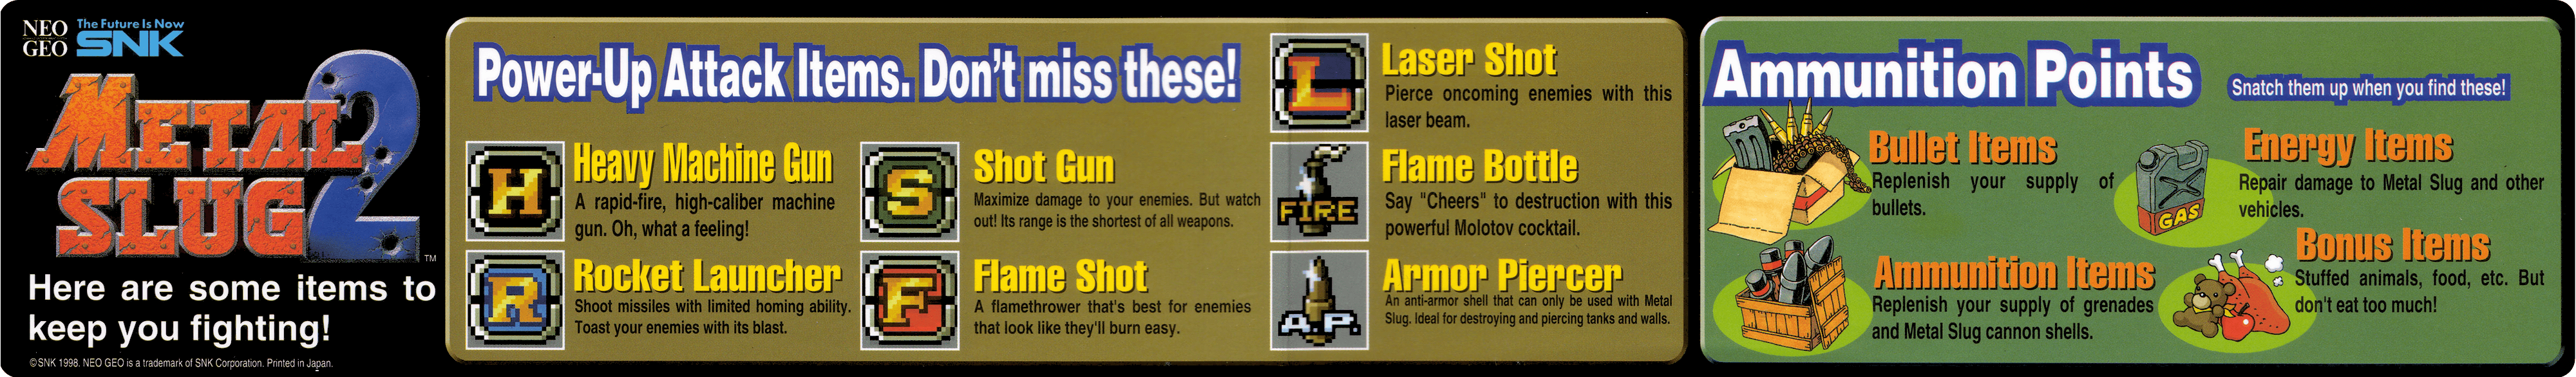 NEO
GEO
The Future Is Now
SNK
METAL
SLUG 2
TM
Here are some items to
keep you fighting!
©SNK 1998. NEO GEO is a trademark of SNK Corporation. Printed in Japan.
Power-Up Attack Items. Don't miss these!
H
Heavy Machine Gun
A rapid-fire, high-caliber machine
gun. Oh, what a feeling!
R
Rocket Launcher
Shoot missiles with limited homing ability.
Toast your enemies with its blast.
S
Shot Gun
Maximize damage to your enemies. But watch
out! Its range is the shortest of all weapons.
F
Flame Shot
A flamethrower that's best for enemies
that look like they'll burn easy.
L
Laser Shot
Pierce oncoming enemies with this
laser beam.
FIRE
Flame Bottle
Say "Cheers" to destruction with this
powerful Molotov cocktail.
A.P.
Armor Piercer
An anti-armor shell that can only be used with Metal
Slug. Ideal for destroying and piercing tanks and walls.
Ammunition Points
Snatch them up when you find these!
Bullet Items
Replenish your supply of
bullets.
Ammunition Items
Replenish your supply of grenades
and Metal Slug cannon shells.
GAS
Energy Items
Repair damage to Metal Slug and other
vehicles.
Bonus Items
Stuffed animals, food, etc. But
don't eat too much!